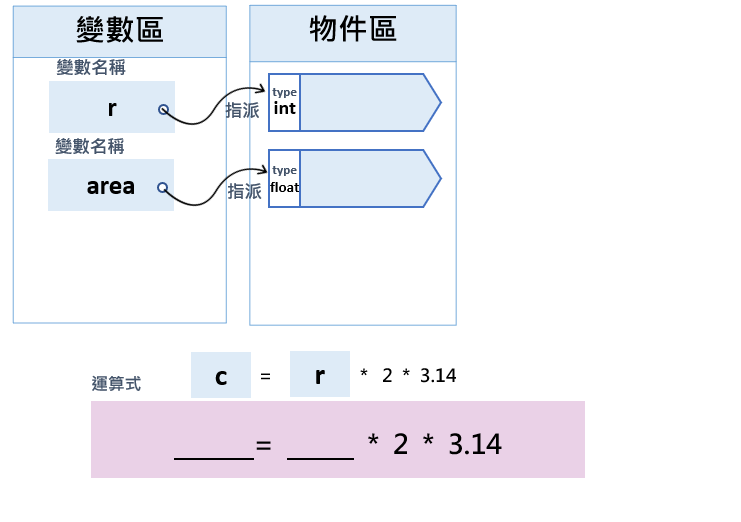 變數區
物件區
變數名稱
r
指派
type
int
變數名稱
area
指派
type
float
運算式
c = r * 2 * 3.14
______= _____ * 2 * 3.14